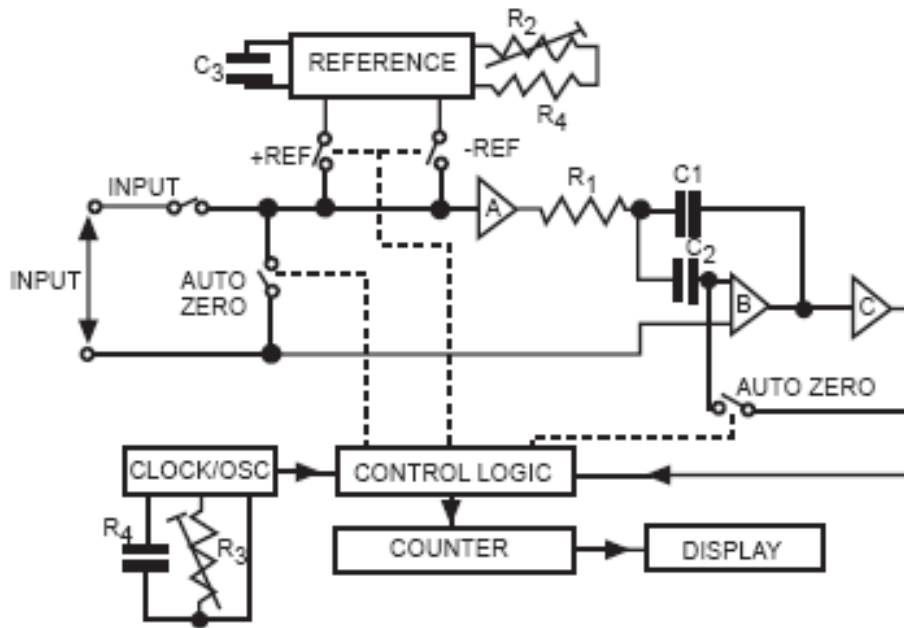 R2
REFERENCE
C3
R4
+REF
-REF
INPUT
A
R1
C1
C2
INPUT
AUTO
ZERO
B
C
AUTO ZERO
CLOCK/OSC
CONTROL LOGIC
R4
R3
COUNTER
DISPLAY